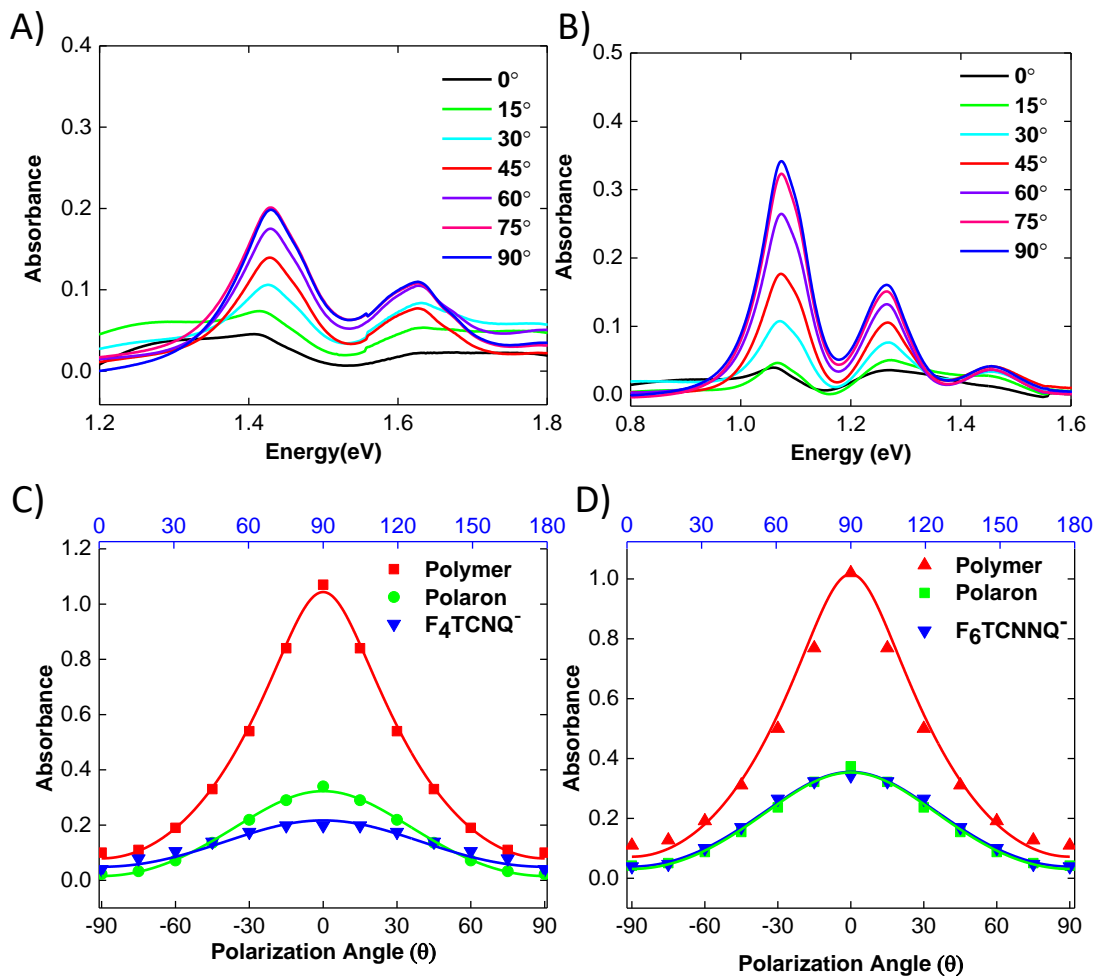 A)
0.4
0.3
0.2
0.1
0.0
Absorbance
0°
15°
30°
45°
60°
75°
90°
1.2 1.4 1.6 1.8
Energy(eV)
B)
0.5
0.4
0.3
0.2
0.1
0.0
Absorbance
0°
15°
30°
45°
60°
75°
90°
0.8 1.0 1.2 1.4 1.6
Energy (eV)
C)
0 30 60 90 120 150 180
1.2
1.0
0.8
0.6
0.4
0.2
0.0
Absorbance
Polymer
Polaron
F₄TCNQ⁻
-90 -60 -30 0 30 60 90
Polarization Angle (θ)
D)
0 30 60 90 120 150 180
1.0
0.8
0.6
0.4
0.2
0.0
Absorbance
Polymer
Polaron
F₆TCNNQ⁻
-90 -60 -30 0 30 60 90
Polarization Angle (θ)